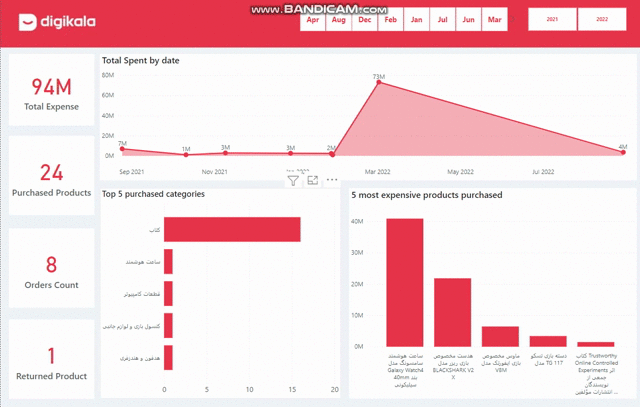 digikala
www.BANDICAM.com
Apr Aug Dec Feb Jan Jul Jun Mar
2021 2022
94M
Total Expense
24
Purchased Products
8
Orders Count
1
Returned Product
Total Spent by date
80M
60M
40M
20M
0M
7M 1M 3M 3M 2M 73M 4M
Sep 2021 Nov 2021 2022 Mar 2022 May 2022 Jul 2022
Top 5 purchased categories
کتاب
ساعت هوشمند
قطعات کامپیوتر
کنسول بازی و لوازم جانبی
هدفون و هندزفری
0 5 10 15 20
5 most expensive products purchased
40M
30M
20M
10M
0M
ساعت هوشمند
سامسونگ مدل
Galaxy Watch4
40mm بند
سیلیکونی
هدست مخصوص
بازی ریزر مدل
BLACKSHARK V2
X
ماوس مخصوص
بازی ایفورتک مدل
V8M
دسته بازی تسکو
مدل TG 117
کتاب Trustworthy
Online Controlled
Experiments اثر
جمعی از
نویسندگان
انتشارات مؤلفین ...